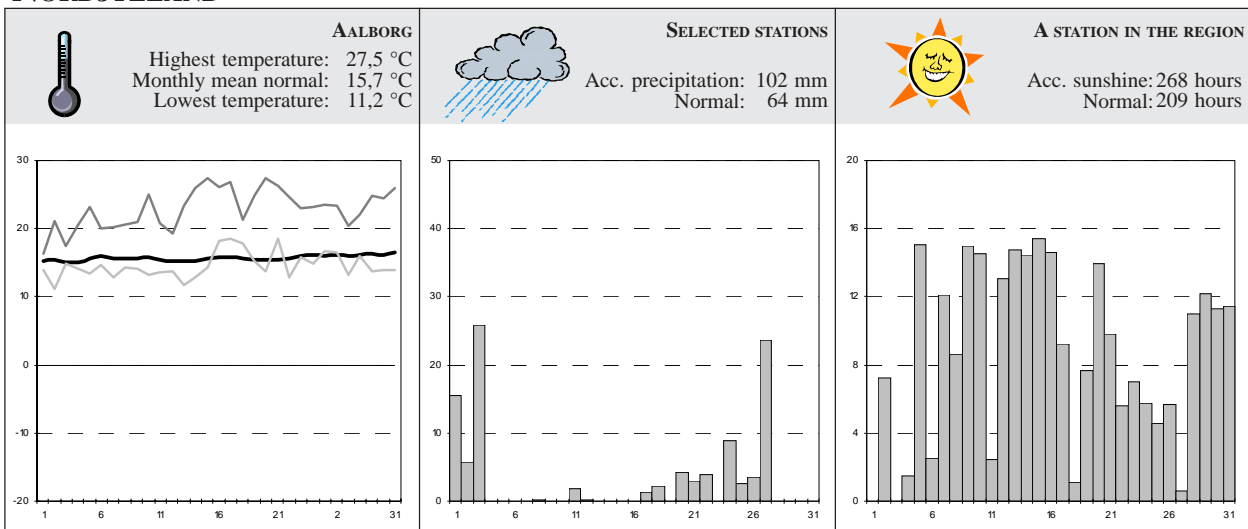 AALBORG
Highest temperature: 27,5 °C
Monthly mean normal: 15,7 °C
Lowest temperature: 11,2 °C
SELECTED STATIONS
Acc. precipitation: 102 mm
Normal: 64 mm
A STATION IN THE REGION
Acc. sunshine: 268 hours
Normal: 209 hours
30
20
10
0
-10
-20
1 6 11 16 21 2 31
50
40
30
20
10
0
1 6 11 16 21 26 31
20
16
12
8
4
0
1 6 11 16 21 26 31